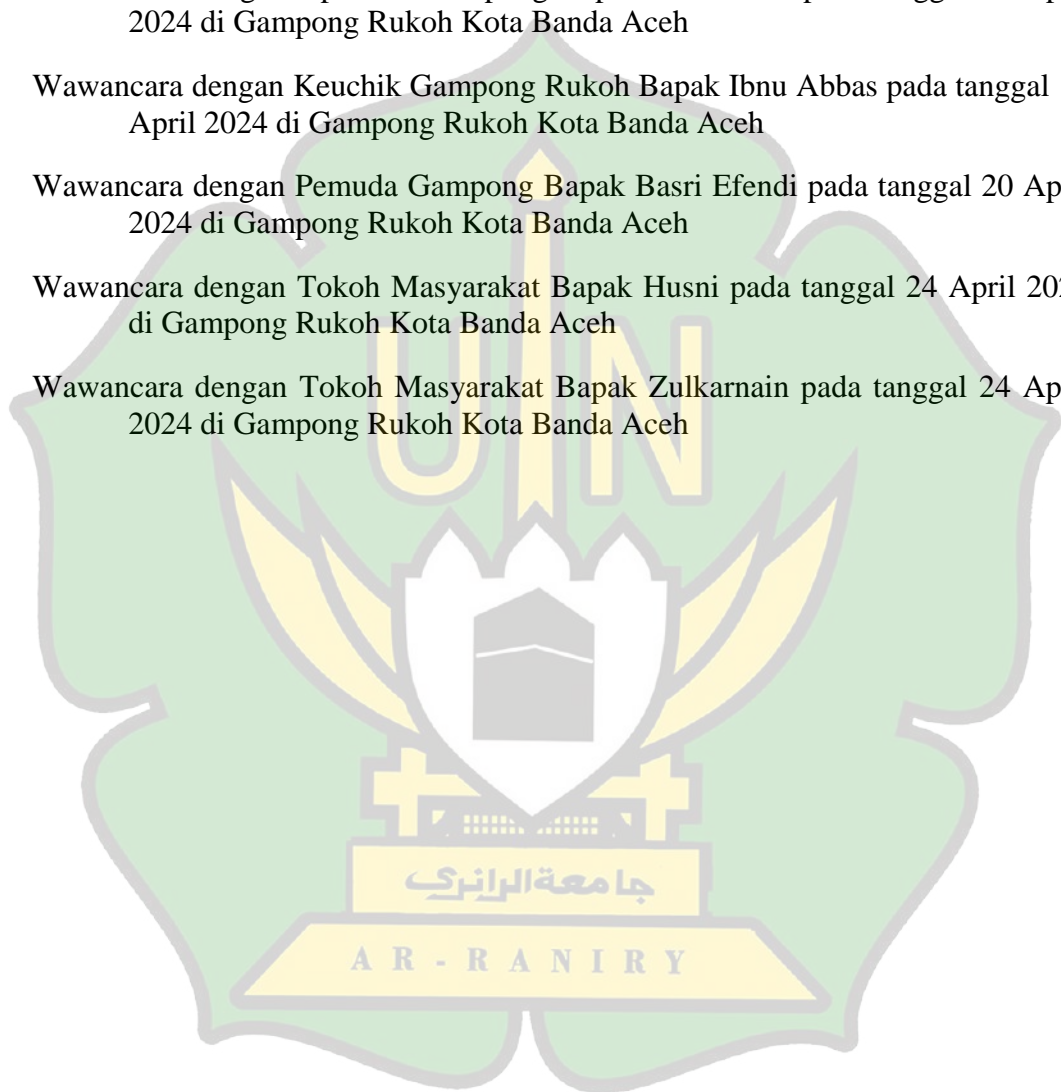 2024 di Gampong Rukoh Kota Banda Aceh
Wawancara dengan Keuchik Gampong Rukoh Bapak Ibnu Abbas pada tanggal
April 2024 di Gampong Rukoh Kota Banda Aceh
Wawancara dengan Pemuda Gampong Bapak Basri Efendi pada tanggal 20 Ap
2024 di Gampong Rukoh Kota Banda Aceh
Wawancara dengan Tokoh Masyarakat Bapak Husni pada tanggal 24 April 202
di Gampong Rukoh Kota Banda Aceh
Wawancara dengan Tokoh Masyarakat Bapak Zulkarnain pada tanggal 24 Ap
2024 di Gampong Rukoh Kota Banda Aceh
UIN
جامعة الرانري
AR-RANIRY